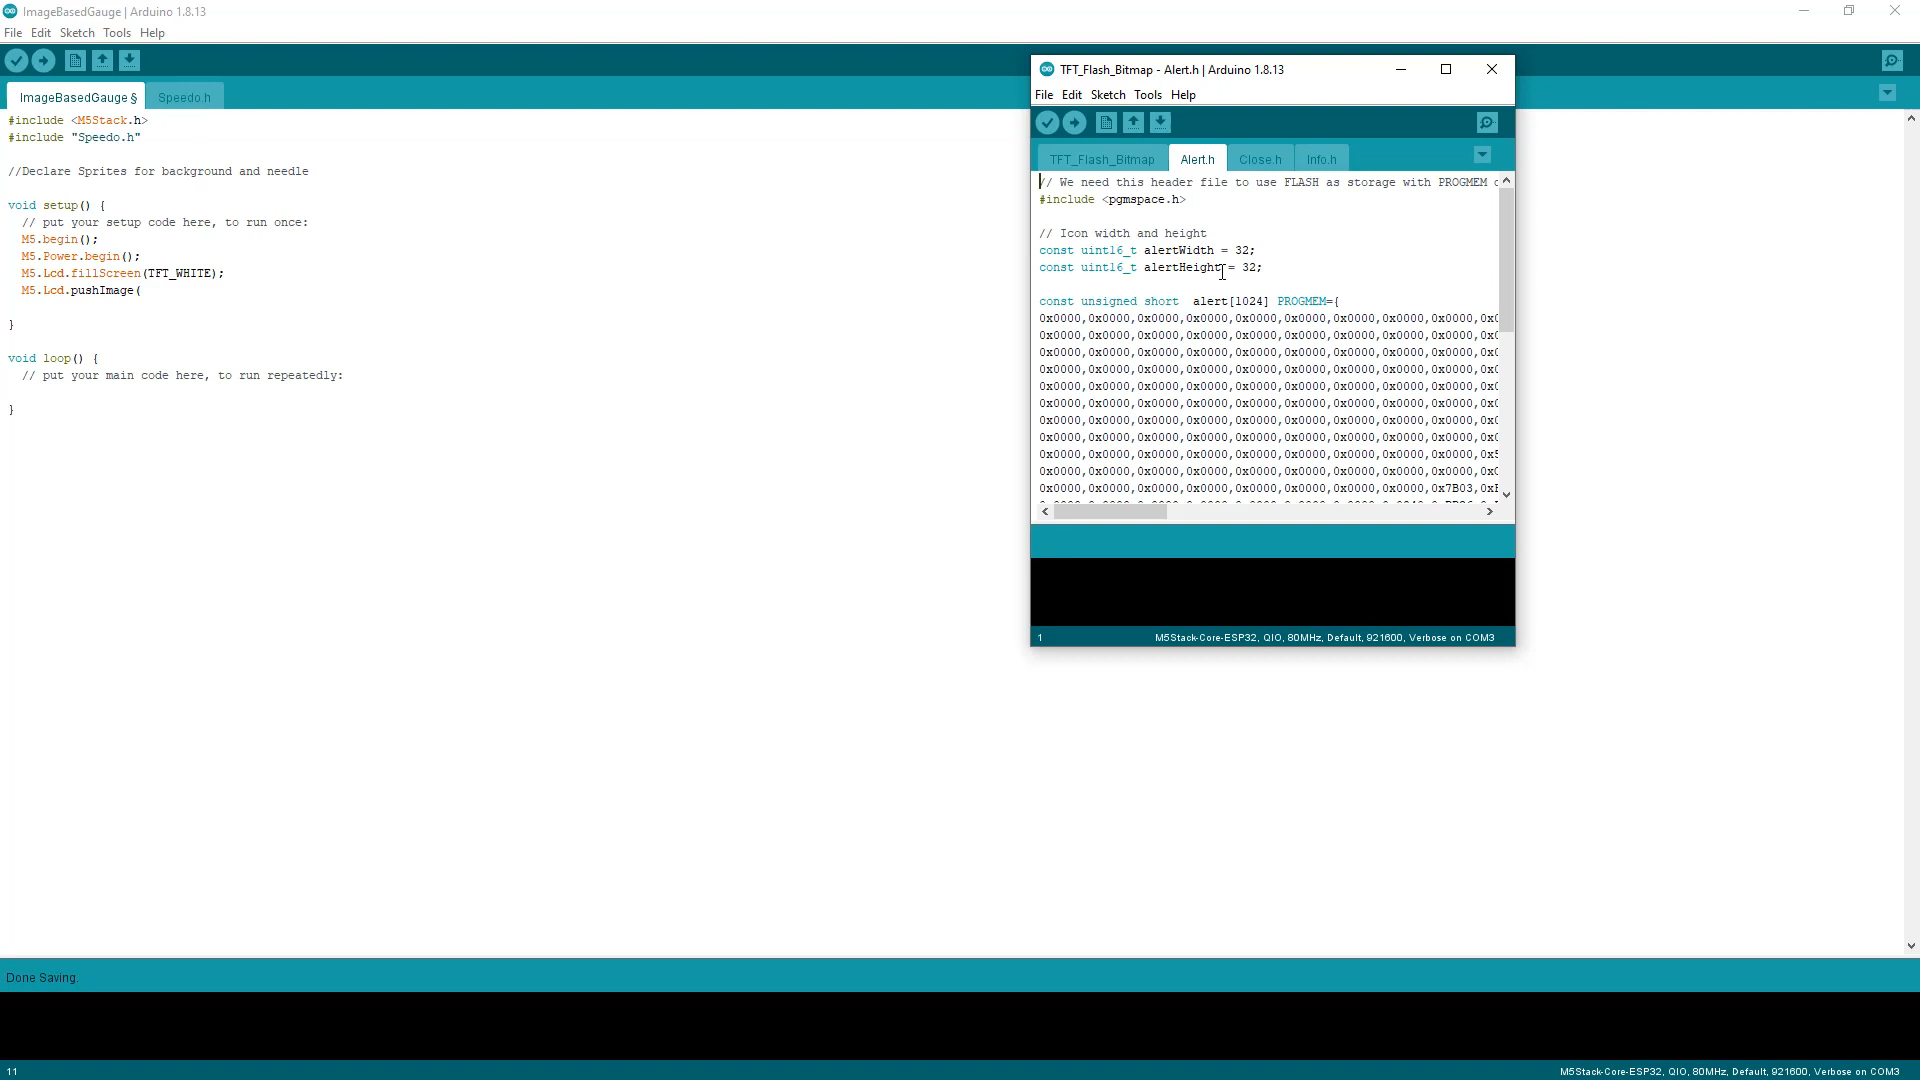 ImageBasedGauge | Arduino 1.8.13
File Edit Sketch Tools Help
ImageBasedGauge § Speedo.h
#include <M5Stack.h>
#include "Speedo.h"
//Declare Sprites for background and needle
void setup() {
// put your setup code here, to run once:
M5.begin();
M5.Power.begin();
M5.Lcd.fillScreen(TFT_WHITE);
M5.Lcd.pushImage(
}
void loop() {
// put your main code here, to run repeatedly:
}
Done Saving.
11
M5Stack-Core-ESP32, QIO, 80MHz, Default, 921600, Verbose on COM3
TFT_Flash_Bitmap - Alert.h | Arduino 1.8.13
File Edit Sketch Tools Help
TFT_Flash_Bitmap Alert.h Close.h Info.h
// We need this header file to use FLASH as storage with PROGMEM
#include <pgmspace.h>
// Icon width and height
const uint16_t alertWidth = 32;
const uint16_t alertHeight = 32;
const unsigned short alert[1024] PROGMEM={
0x0000,0x0000,0x0000,0x0000,0x0000,0x0000,0x0000,0x0000,0x0000,0x0
0x0000,0x0000,0x0000,0x0000,0x0000,0x0000,0x0000,0x0000,0x0000,0x0
0x0000,0x0000,0x0000,0x0000,0x0000,0x0000,0x0000,0x0000,0x0000,0x0
0x0000,0x0000,0x0000,0x0000,0x0000,0x0000,0x0000,0x0000,0x0000,0x0
0x0000,0x0000,0x0000,0x0000,0x0000,0x0000,0x0000,0x0000,0x0000,0x0
0x0000,0x0000,0x0000,0x0000,0x0000,0x0000,0x0000,0x0000,0x0000,0x0
0x0000,0x0000,0x0000,0x0000,0x0000,0x0000,0x0000,0x0000,0x0000,0x0
0x0000,0x0000,0x0000,0x0000,0x0000,0x0000,0x0000,0x0000,0x0000,0x0
0x0000,0x0000,0x0000,0x0000,0x0000,0x0000,0x0000,0x0000,0x0000,0x5
0x0000,0x0000,0x0000,0x0000,0x0000,0x0000,0x0000,0x0000,0x0000,0x0
0x0000,0x0000,0x0000,0x0000,0x0000,0x0000,0x0000,0x0000,0x7B03,
1
M5Stack-Core-ESP32, QIO, 80MHz, Default, 921600, Verbose on COM3